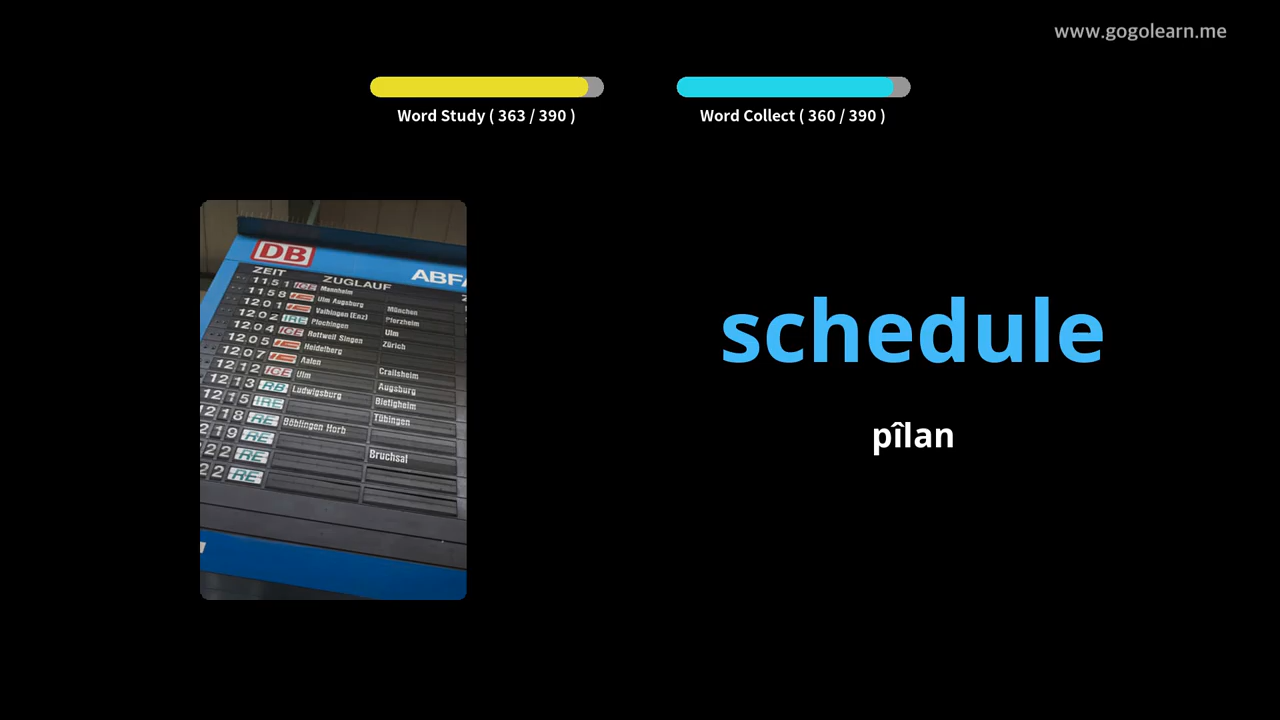 www.gogolearn.me
Word Study ( 363 / 390 )
Word Collect ( 360 / 390 )
DB
ZEIT ZUGLAUF ABFA
1151 ICE Mannheim
1158 Ulm Augsburg München
1201 Vaihingen (Enz) Pforzheim
1202 IRE Plochingen Ulm
1204 ICE Rottweil Singen Zürich
1205 Heidelberg
1207 Aalen Crailsheim
1212 ICE Ulm Augsburg
1213 RB Ludwigsburg Bietigheim
1215 IRE Tübingen
1218 RE Böblingen Horb
219 RE
22 RE Bruchsal
22 RE
schedule
pîlan